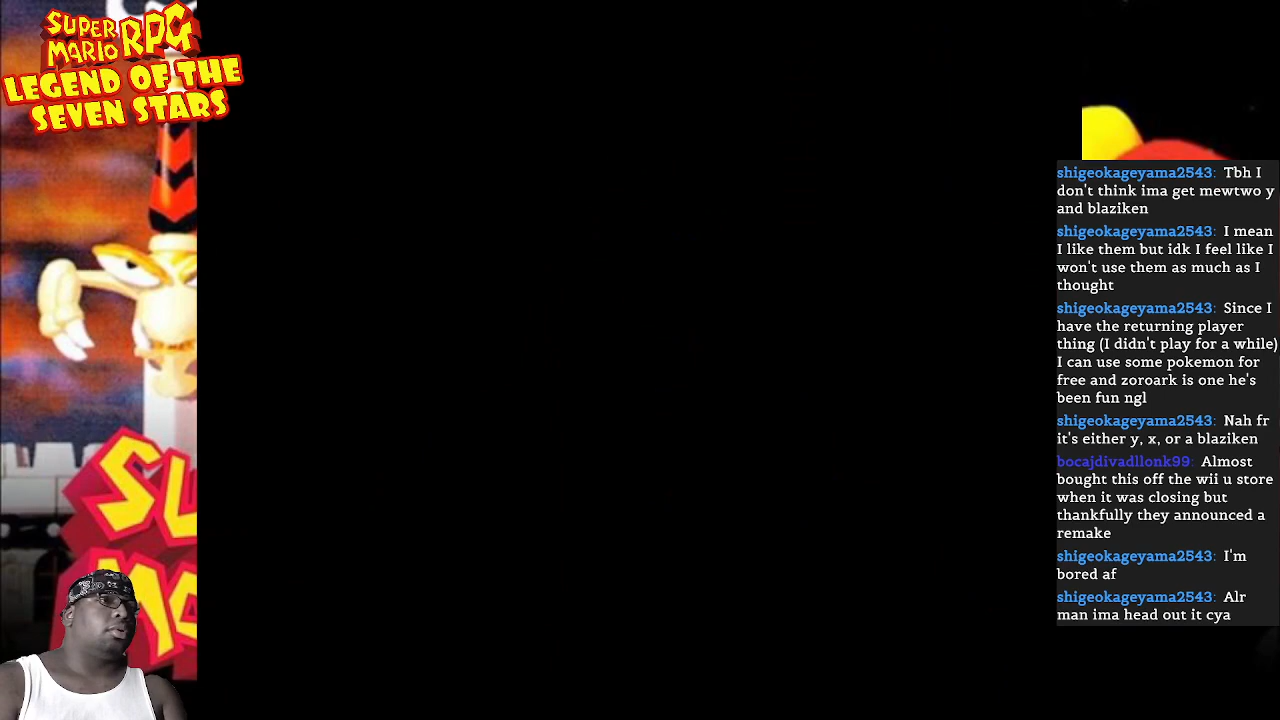 SUPER
MARIO RPG
LEGEND OF THE
SEVEN STARS
SU
shigeokageyama2543: Tbh I
don't think ima get mewtwo y
and blaziken
shigeokageyama2543: I mean
I like them but idk I feel like I
won't use them as much as I
thought
shigeokageyama2543: Since I
have the returning player
thing (I didn't play for a while)
I can use some pokemon for
free and zoroark is one he's
been fun ngl
shigeokageyama2543: Nah fr
it's either y, x, or a blaziken
bocajdivadllonk99: Almost
bought this off the wii u store
when it was closing but
thankfully they announced a
remake
shigeokageyama2543: I'm
bored af
shigeokageyama2543: Alr
man ima head out it cya